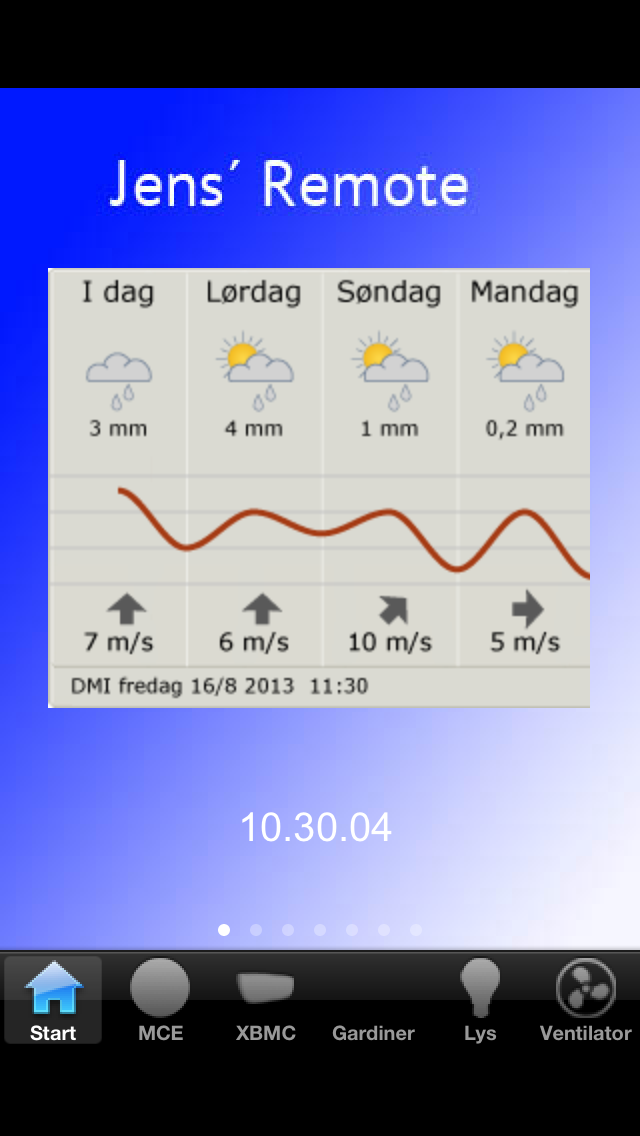 Jens´ Remote
I dag Lørdag Søndag Mandag
3 mm 4 mm 1 mm 0,2 mm
7 m/s 6 m/s 10 m/s 5 m/s
DMI fredag 16/8 2013 11:30
10.30.04
Start MCE XBMC Gardiner Lys Ventilator